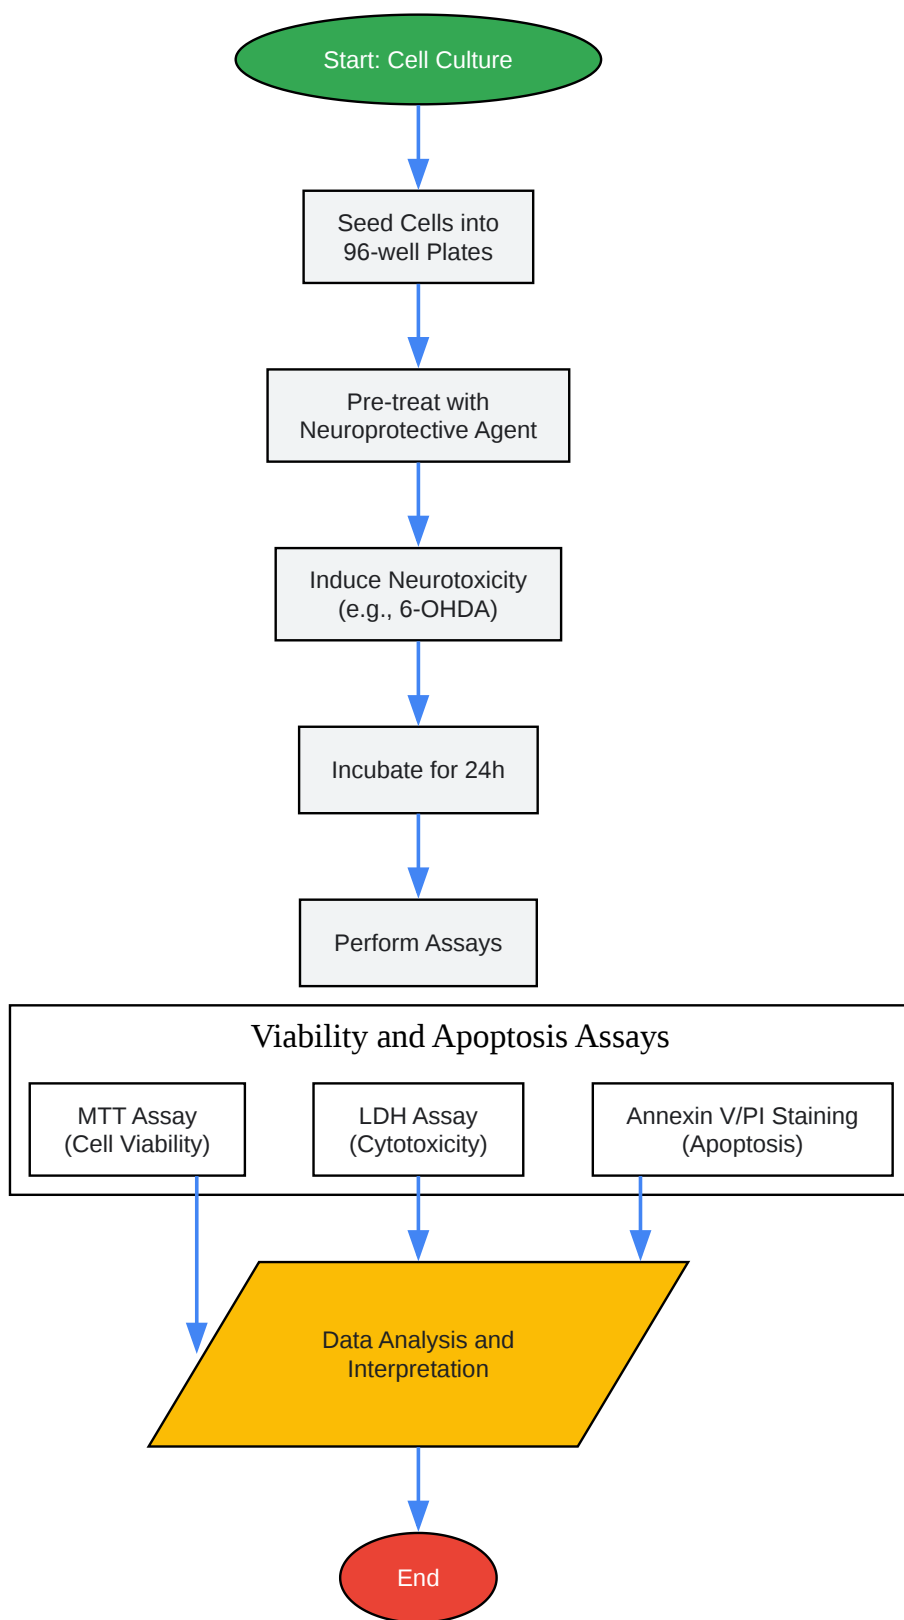 Start: Cell Culture
Seed Cells into
96-well Plates
Pre-treat with
Neuroprotective Agent
Induce Neurotoxicity
(e.g., 6-OHDA)
Incubate for 24h
Perform Assays
Viability and Apoptosis Assays
MTT Assay
(Cell Viability)
LDH Assay
(Cytotoxicity)
Annexin V/PI Staining
(Apoptosis)
Data Analysis and
Interpretation
End